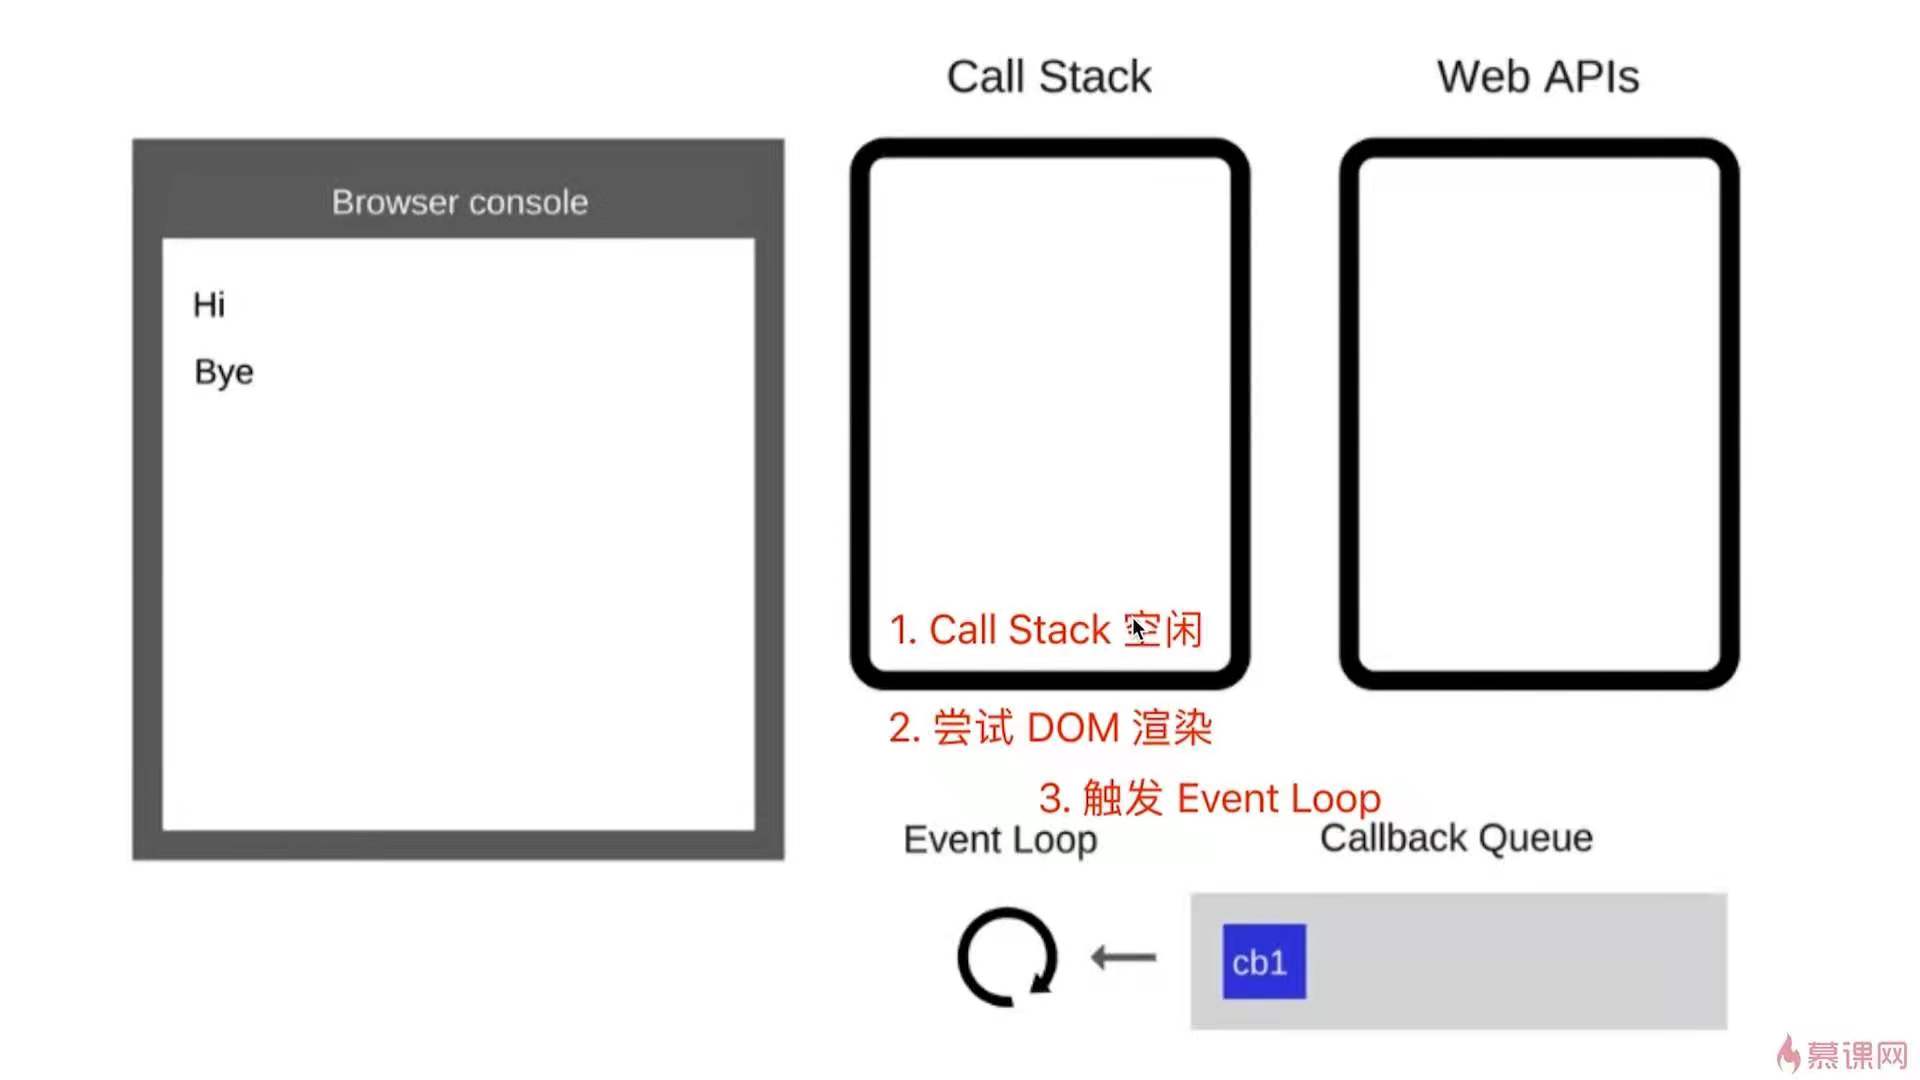 Call Stack
Web APIs
Browser console
Hi
Bye
1. Call Stack 空闲
2. 尝试 DOM 渲染
3. 触发 Event Loop
Event Loop
Callback Queue
cb1
慕课网